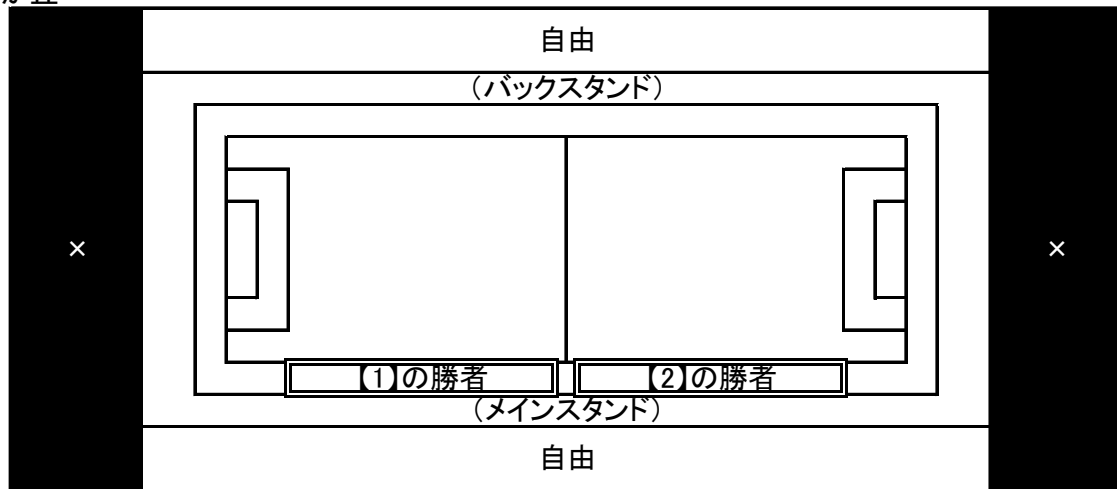 自由
(バックスタンド)
× ×
【1】の勝者 【2】の勝者
(メインスタンド)
自由